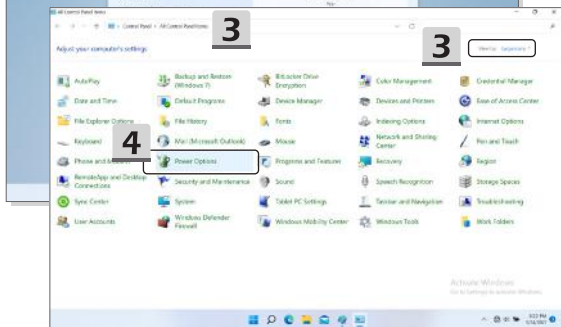 All Control Panel Items
Control Panel > All Control Panel Items
3
3
Adjust your computer's settings
View by: Large icons
AutoPlay
Backup and Restore (Windows 7)
BitLocker Drive Encryption
Color Management
Credential Manager
Date and Time
Default Programs
Device Manager
Devices and Printers
Ease of Access Center
File Explorer Options
File History
Fonts
Indexing Options
Internet Options
Keyboard
4
Mail (Microsoft Outlook)
Mouse
Network and Sharing Center
Pen and Touch
Phone and
Power Options
Programs and Features
Recovery
Region
RemoteApp and Desktop Connections
Security and Maintenance
Sound
Speech Recognition
Storage Spaces
Sync Center
System
Tablet PC Settings
Taskbar and Navigation
Troubleshooting
User Accounts
Windows Defender Firewall
Windows Mobility Center
Windows Tools
Work Folders
Activate Windows
Go to Settings to activate Windows.